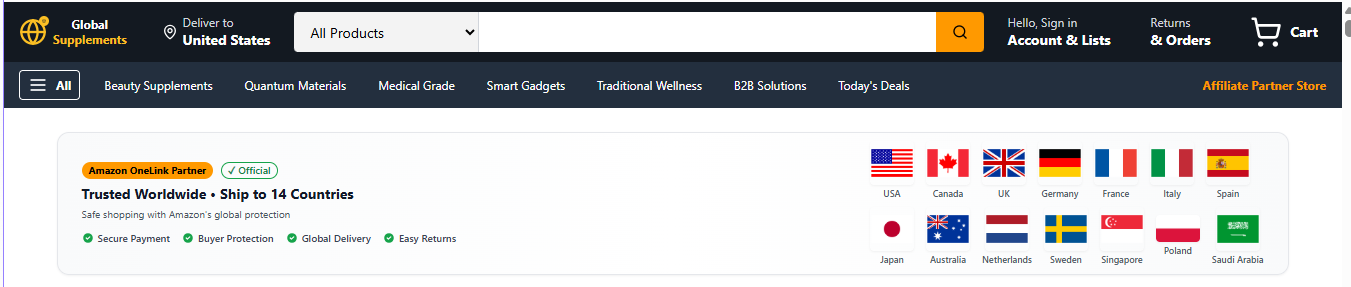 Global
Supplements
Deliver to
United States
All Products
Hello, Sign in
Account & Lists
Returns
& Orders
Cart
All
Beauty Supplements
Quantum Materials
Medical Grade
Smart Gadgets
Traditional Wellness
B2B Solutions
Today's Deals
Affiliate Partner Store
Amazon OneLink Partner
✓ Official
Trusted Worldwide • Ship to 14 Countries
Safe shopping with Amazon's global protection
Secure Payment
Buyer Protection
Global Delivery
Easy Returns
USA
Canada
UK
Germany
France
Italy
Spain
Japan
Australia
Netherlands
Sweden
Singapore
Poland
Saudi Arabia